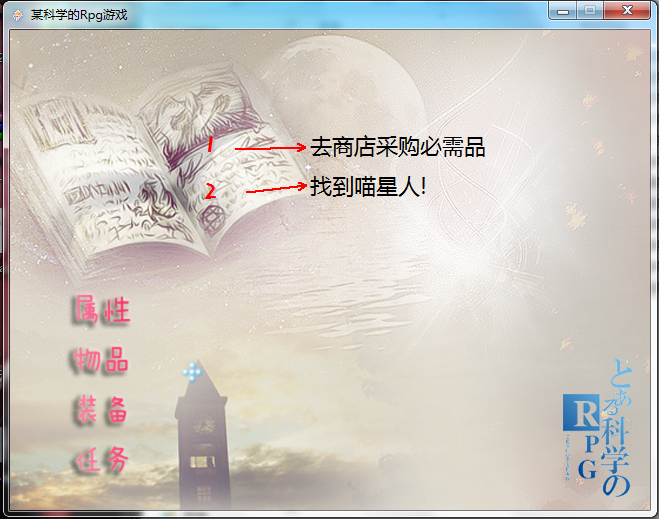 某科学的Rpg游戏
1
去商店采购必需品
2
找到喵星人!
属性
物品
装备
任务
とある科学の
RPG